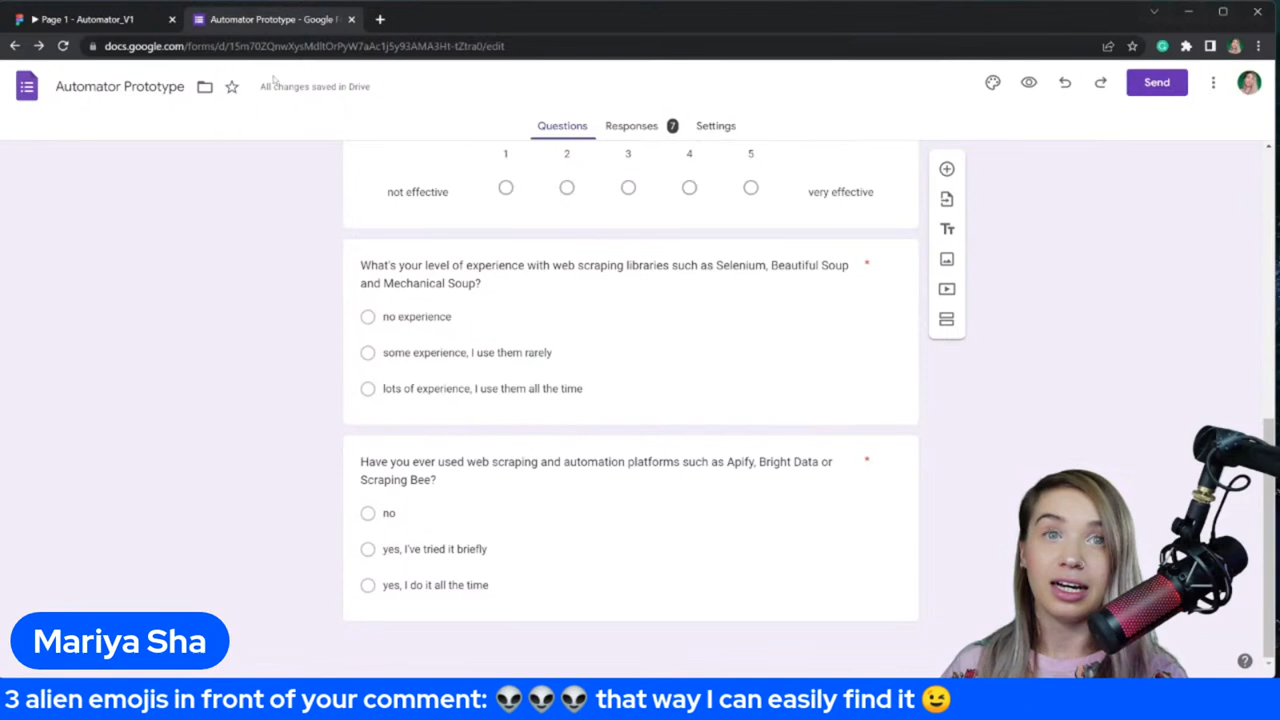 Page 1 - Automator_V1
Automator Prototype - Google F
docs.google.com/forms/d/15m70ZQnwXysMdltOrPyW7aAc1j5y93AMA3Ht-tZtra0/edit
Automator Prototype
All changes saved in Drive
Send
Questions
Responses 7
Settings
1 2 3 4 5
not effective
very effective
What's your level of experience with web scraping libraries such as Selenium, Beautiful Soup *
and Mechanical Soup?
no experience
some experience, I use them rarely
lots of experience, I use them all the time
Have you ever used web scraping and automation platforms such as Apify, Bright Data or *
Scraping Bee?
no
yes, I've tried it briefly
yes, I do it all the time
Mariya Sha
3 alien emojis in front of your comment: 👽 👽 👽 that way I can easily find it 😉